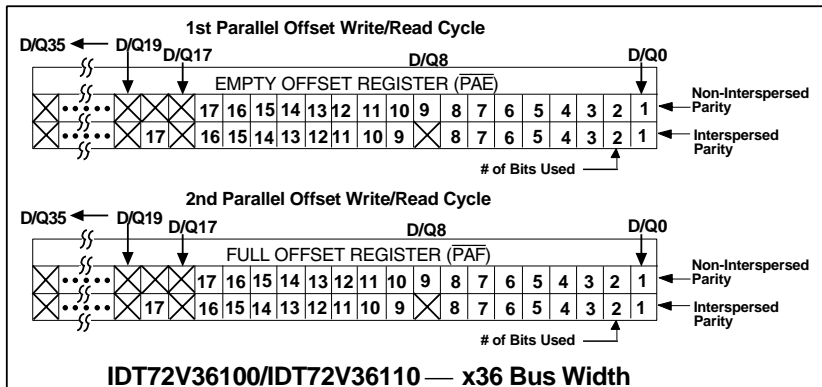 1st Parallel Offset Write/Read Cycle
D/Q35 D/Q19 D/Q17 D/Q8 D/Q0
EMPTY OFFSET REGISTER (PAE)
17 16 15 14 13 12 11 10 9 8 7 6 5 4 3 2 1 Non-Interspersed Parity
17 16 15 14 13 12 11 10 9 8 7 6 5 4 3 2 1 Interspersed Parity
# of Bits Used
2nd Parallel Offset Write/Read Cycle
D/Q35 D/Q19 D/Q17 D/Q8 D/Q0
FULL OFFSET REGISTER (PAF)
17 16 15 14 13 12 11 10 9 8 7 6 5 4 3 2 1 Non-Interspersed Parity
17 16 15 14 13 12 11 10 9 8 7 6 5 4 3 2 1 Interspersed Parity
# of Bits Used
IDT72V36100/IDT72V36110 — x36 Bus Width